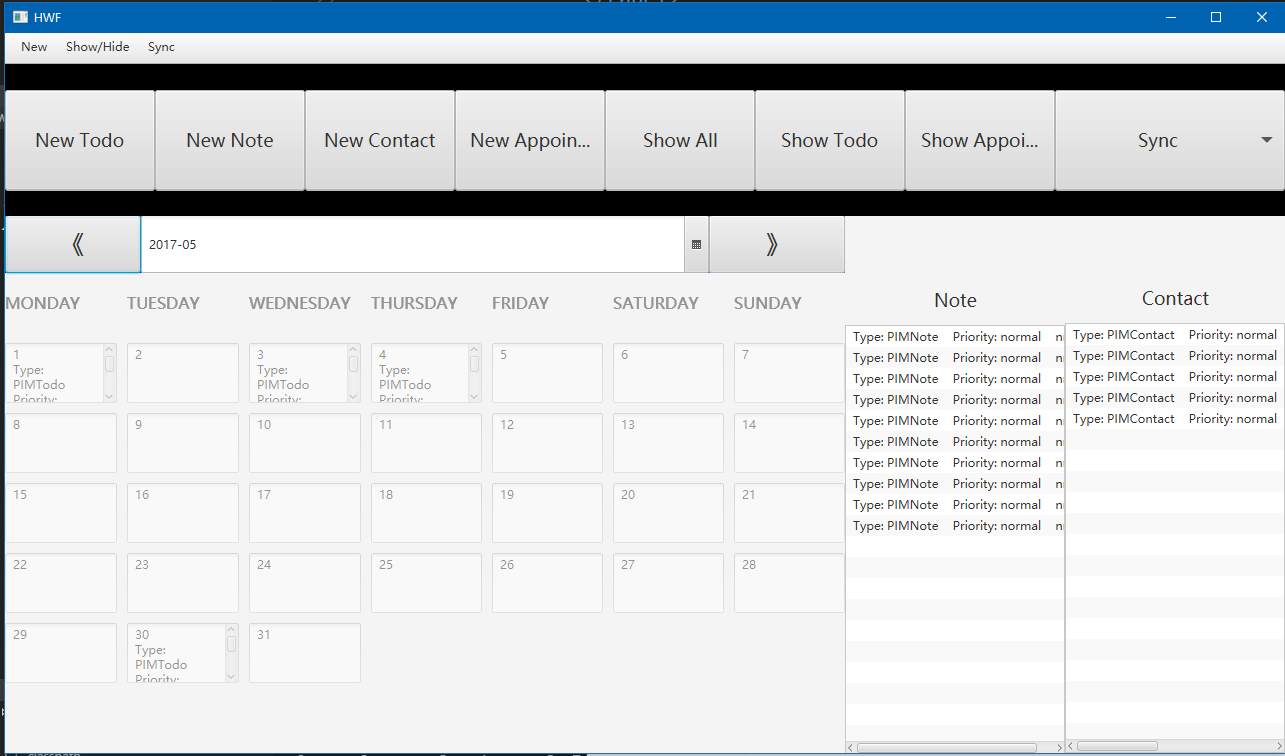 HWF
New Show/Hide Sync
New Todo New Note New Contact New Appoin... Show All Show Todo Show Appoi... Sync
《 2017-05 》
MONDAY TUESDAY WEDNESDAY THURSDAY FRIDAY SATURDAY SUNDAY
1
Type:
PIMTodo
Priority:
2
3
Type:
PIMTodo
Priority:
4
Type:
PIMTodo
Priority:
5
6
7
8
9
10
11
12
13
14
15
16
17
18
19
20
21
22
23
24
25
26
27
28
29
30
Type:
PIMTodo
Priority:
31
Note
Type: PIMNote Priority: normal
Type: PIMNote Priority: normal
Type: PIMNote Priority: normal
Type: PIMNote Priority: normal
Type: PIMNote Priority: normal
Type: PIMNote Priority: normal
Type: PIMNote Priority: normal
Type: PIMNote Priority: normal
Type: PIMNote Priority: normal
Type: PIMNote Priority: normal
Contact
Type: PIMContact Priority: normal
Type: PIMContact Priority: normal
Type: PIMContact Priority: normal
Type: PIMContact Priority: normal
Type: PIMContact Priority: normal